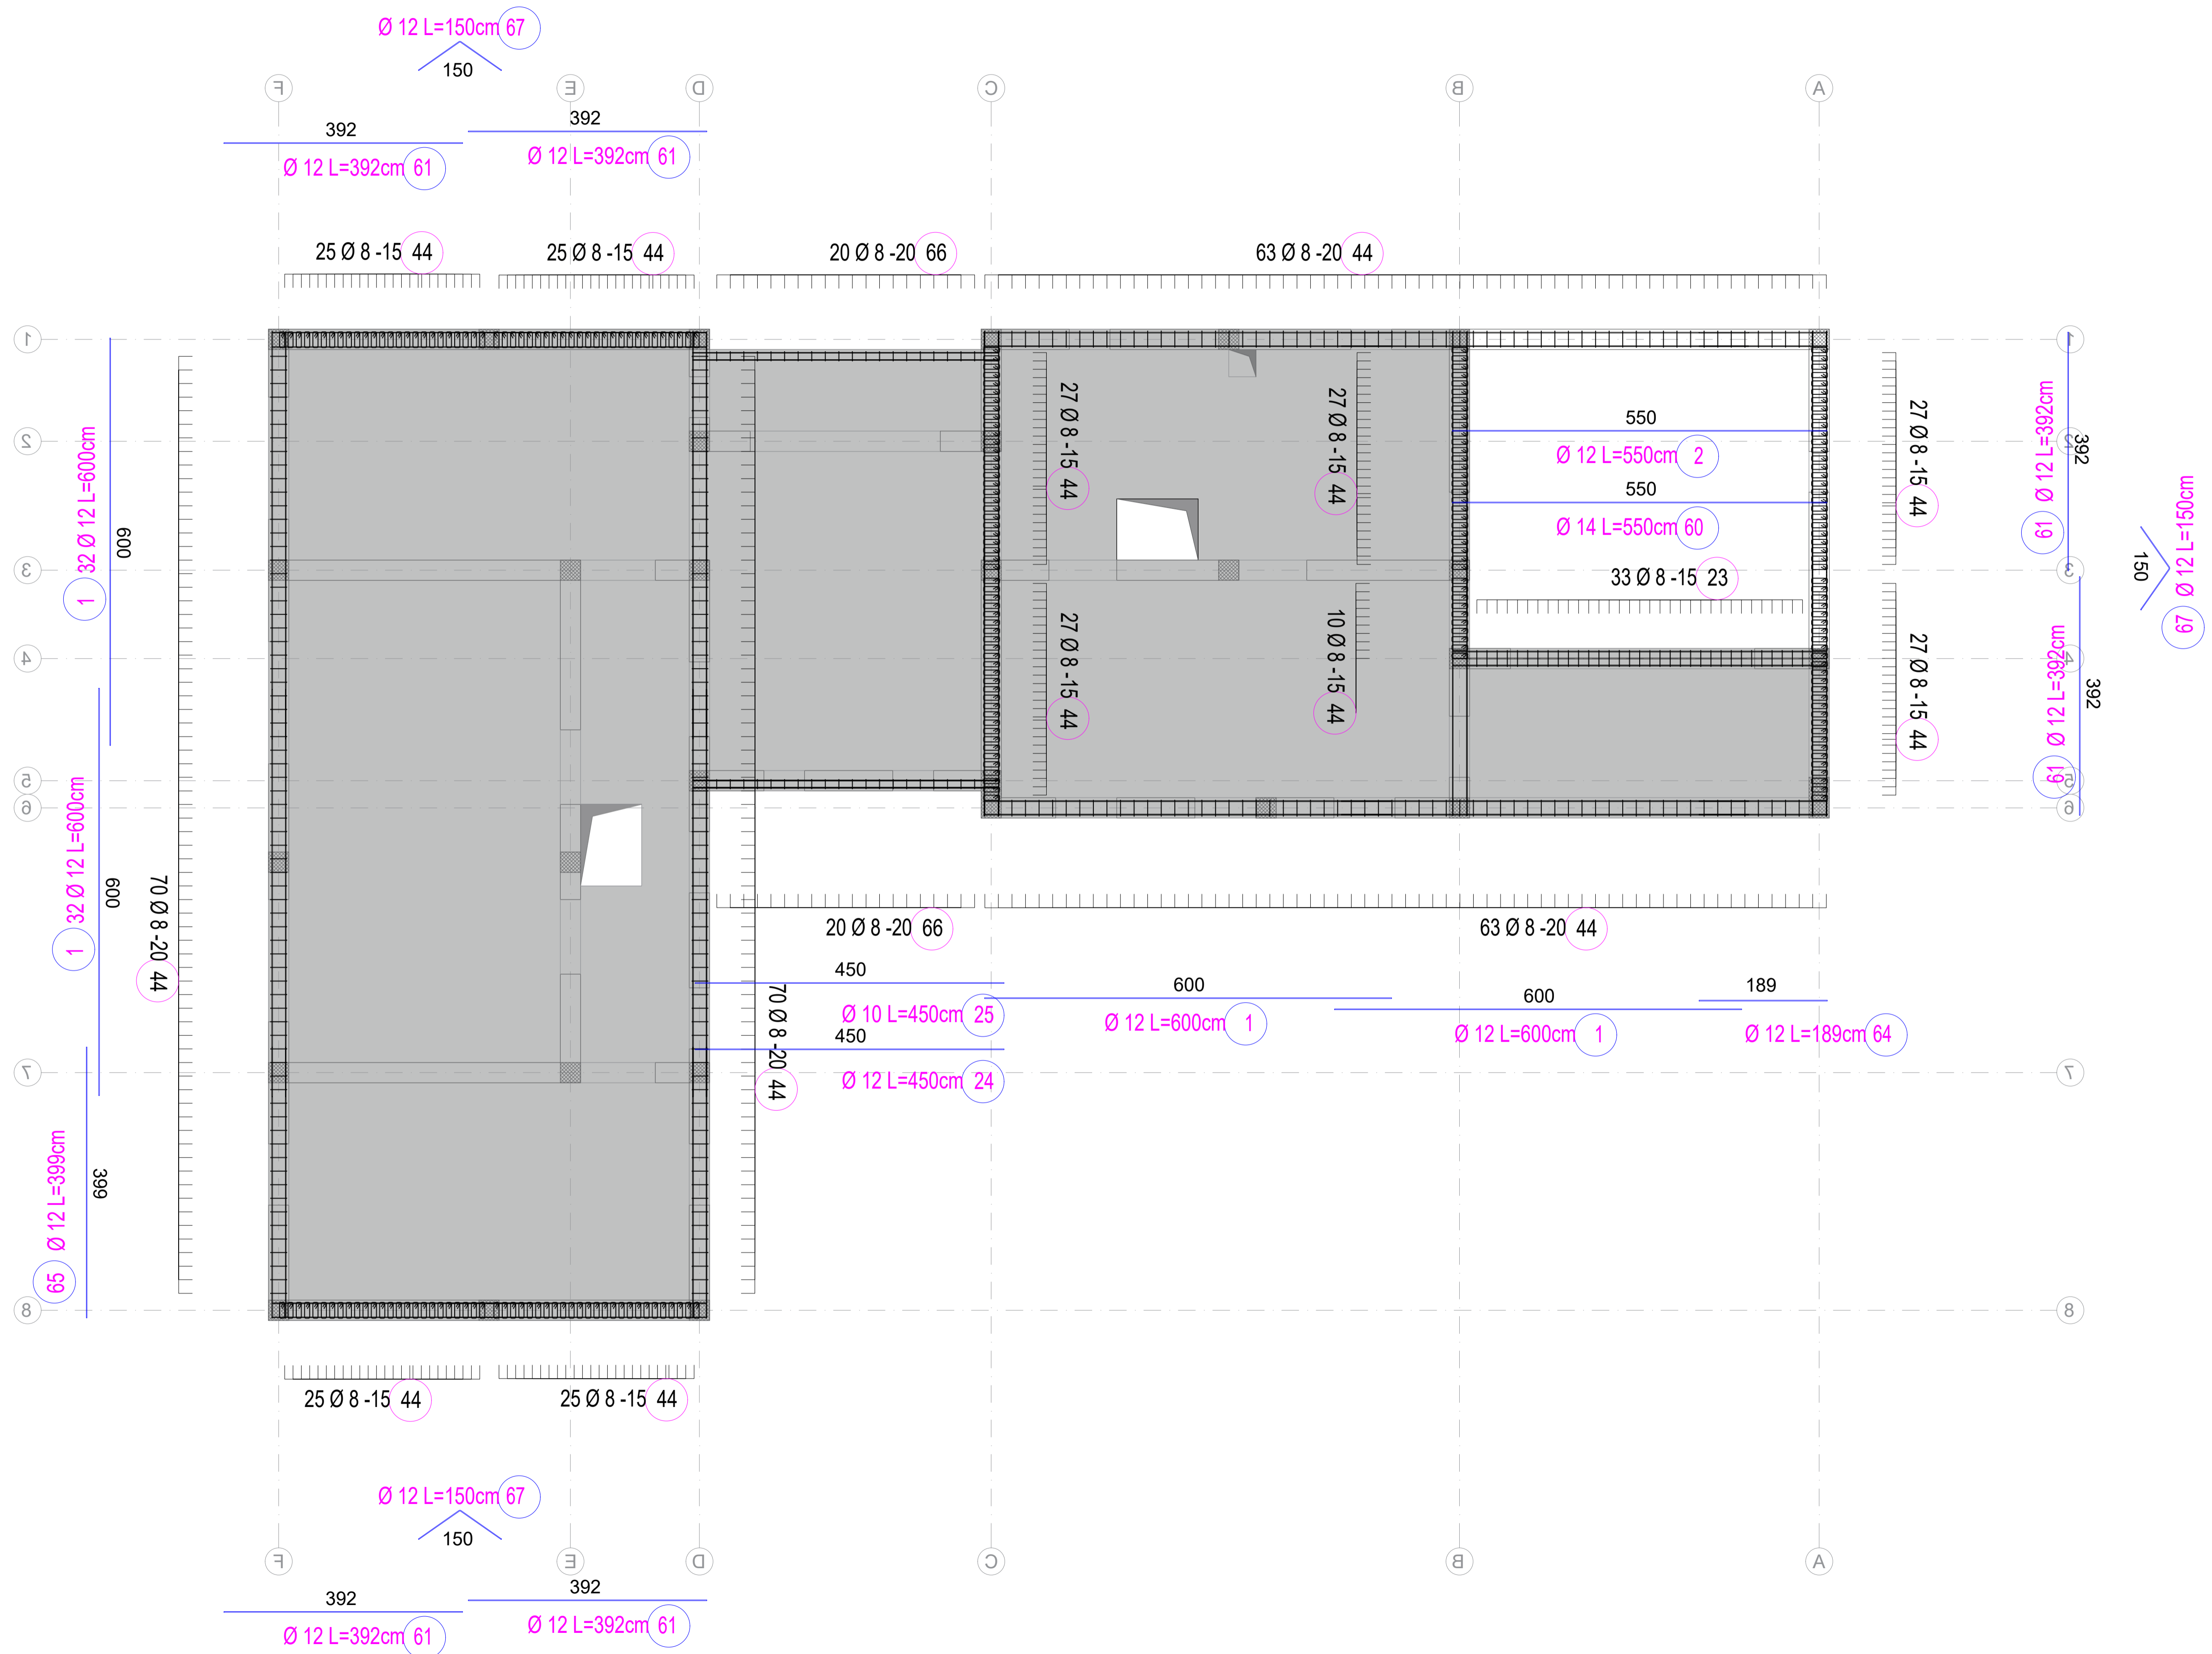 Ø 12 L=150cm 67
150
F E D C B A
392
392
Ø 12 L=392cm 61
Ø 12 L=392cm 61
25 Ø 8 -15 44
25 Ø 8 -15 44
20 Ø 8 -20 66
63 Ø 8 -20 44
1
1
2
2
3
3
4
4
5
5
6
6
7
7
8
8
1 32 Ø 12 L=600cm
600
1 32 Ø 12 L=600cm
600
65 Ø 12 L=399cm
399
70 Ø 8 -20 44
70 Ø 8 -20 44
27 Ø 8 -15 44
27 Ø 8 -15 44
27 Ø 8 -15 44
10 Ø 8 -15 44
550
Ø 12 L=550cm 2
550
Ø 14 L=550cm 60
33 Ø 8 -15 23
27 Ø 8 -15 44
27 Ø 8 -15 44
61 Ø 12 L=392cm
392
61 Ø 12 L=392cm
392
150
67 Ø 12 L=150cm
20 Ø 8 -20 66
63 Ø 8 -20 44
450
Ø 10 L=450cm 25
450
Ø 12 L=450cm 24
600
Ø 12 L=600cm 1
600
Ø 12 L=600cm 1
189
Ø 12 L=189cm 64
25 Ø 8 -15 44
25 Ø 8 -15 44
Ø 12 L=150cm 67
150
F E D C B A
392
392
Ø 12 L=392cm 61
Ø 12 L=392cm 61